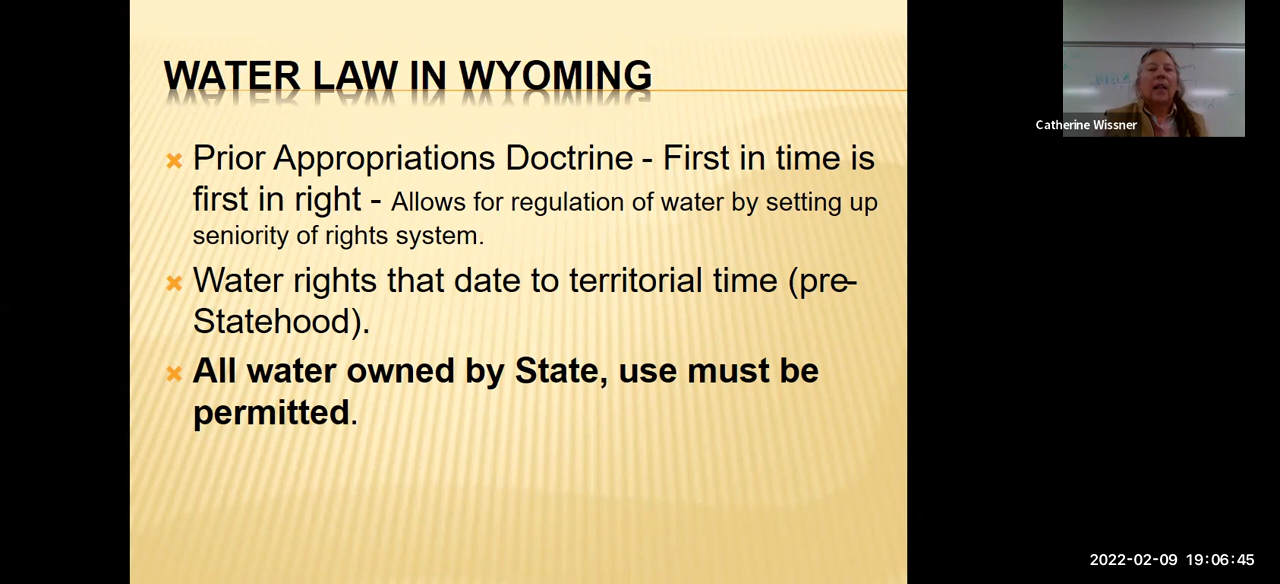 WATER LAW IN WYOMING
Prior Appropriations Doctrine - First in time is
first in right - Allows for regulation of water by setting up
seniority of rights system.
Water rights that date to territorial time (pre-
Statehood).
All water owned by State, use must be
permitted.
Catherine Wissner
2022-02-09 19:06:45